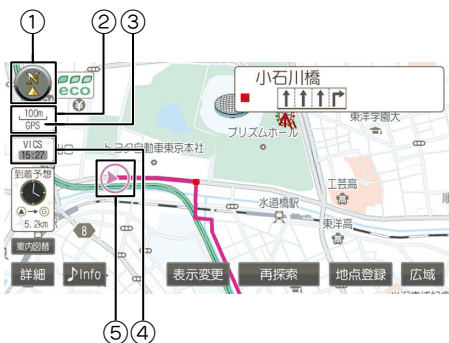 ① ② ③
N
eco
¥
小石川橋
100m
GPS
プリズムホール
東洋学園大
VICS
15:27
トヨタ自動車東京本社
到着予想
工芸高
水道橋駅
東洋高
5.2km
8
案内図替
詳細
♪Info
表示変更
再探索
地点登録
広域
⑤ ④